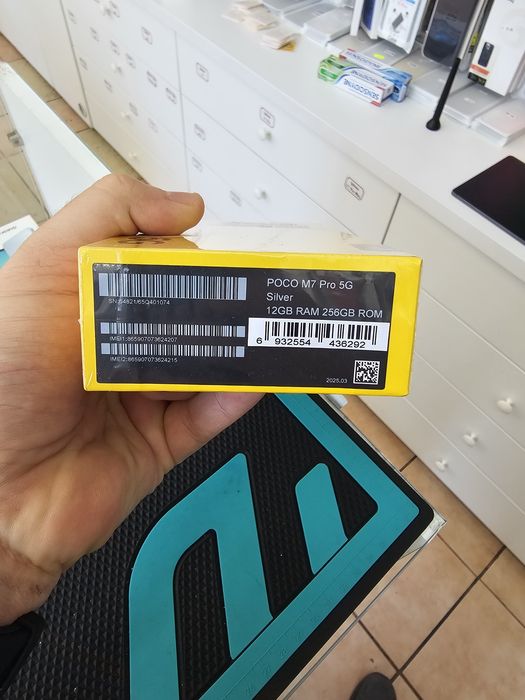 SENSODYNE
POCO M7 Pro 5G
Silver
12GB RAM 256GB ROM
SN:54821/65Q401074
IMEI1:865907073624207
IMEI2:865907073624215
6 932554 436292
2025.03